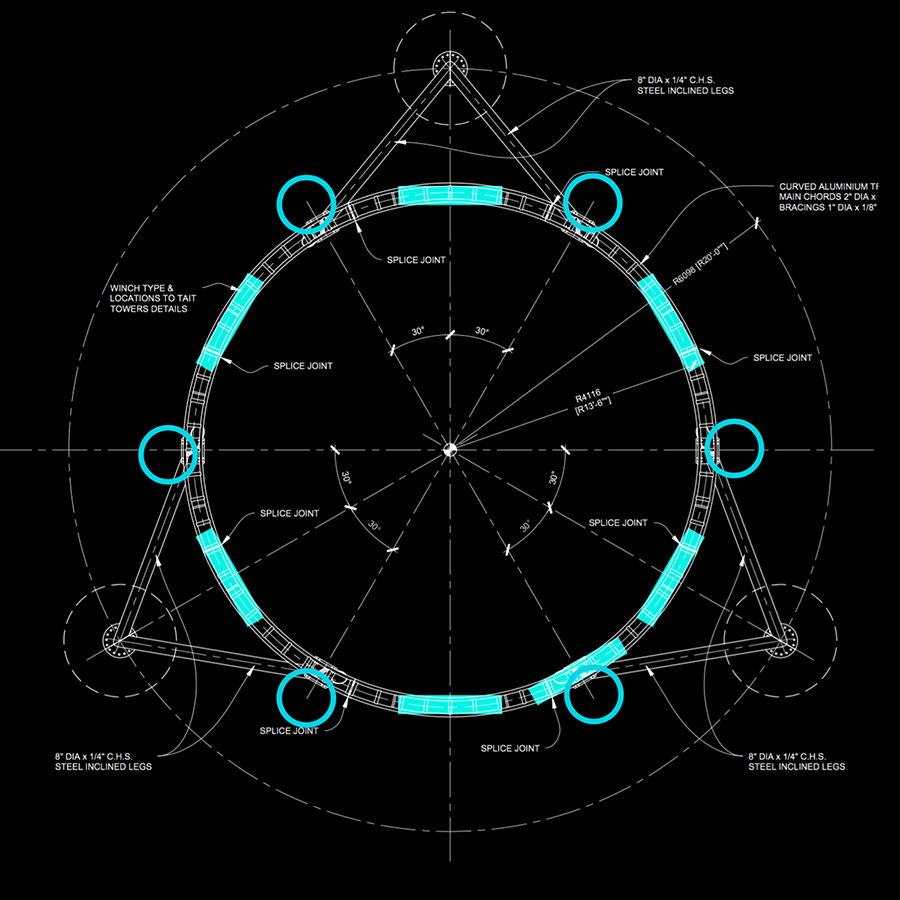 8" DIA x 1/4" C.H.S.
STEEL INCLINED LEGS
SPLICE JOINT
CURVED ALUMINIUM
MAIN CHORDS 2" DIA x
BRACINGS 1" DIA x 1/8"
R6098 [R20'-0""]
SPLICE JOINT
WINCH TYPE &
LOCATIONS TO TAIT
TOWERS DETAILS
30°
30°
SPLICE JOINT
SPLICE JOINT
R4116
[R13'-6""]
30°
30°
SPLICE JOINT
SPLICE JOINT
30°
30°
SPLICE JOINT
SPLICE JOINT
8" DIA x 1/4" C.H.S.
STEEL INCLINED LEGS
8" DIA x 1/4" C.H.S.
STEEL INCLINED LEGS